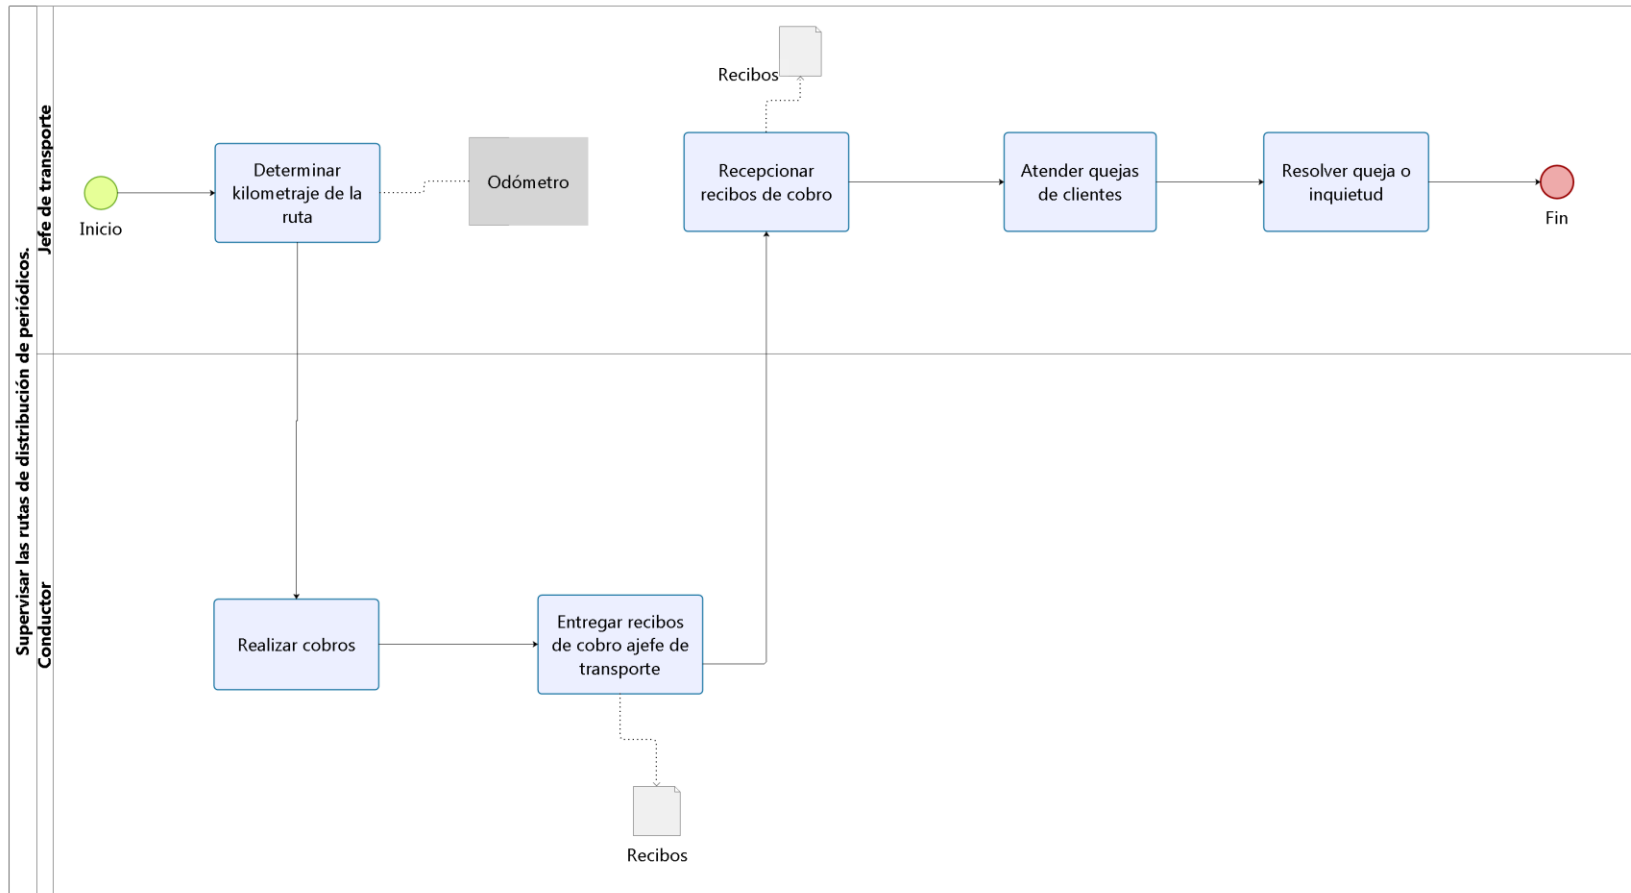 Supervisar las rutas de distribución de periódicos.
Jefe de transporte
Inicio
Determinar
kilometraje de la
ruta
Odómetro
Recibos
Recepcionar
recibos de cobro
Atender quejas
de clientes
Resolver queja o
inquietud
Fin
Conductor
Realizar cobros
Entregar recibos
de cobro ajefe de
transporte
Recibos